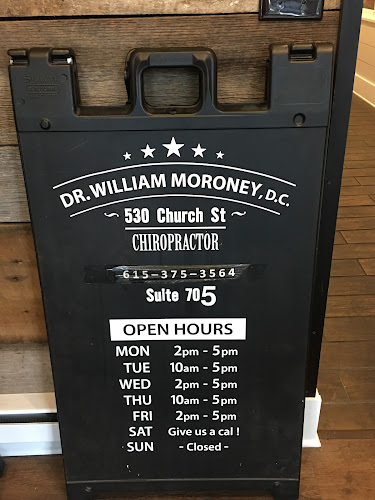 DR. WILLIAM MORONEY, D.C.
~ 530 Church St ~
CHIROPRACTOR
615-375-3564
Suite 705
OPEN HOURS
MON 2pm - 5pm
TUE 10am - 5pm
WED 2pm - 5pm
THU 10am - 5pm
FRI 2pm - 5pm
SAT Give us a cal !
SUN - Closed -